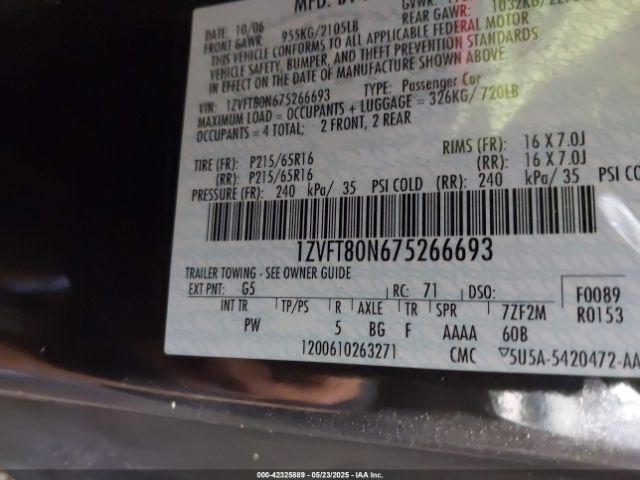 MFD. BY
10/06 GVWR:
FRONT GAWR: 955KG/2105LB REAR GAWR:
THIS VEHICLE CONFORMS TO ALL APPLICABLE FEDERAL MOTOR
VEHICLE SAFETY, BUMPER, AND THEFT PREVENTION STANDARDS
IN EFFECT ON THE DATE OF MANUFACTURE SHOWN ABOVE.
VIN: 1ZVFT80N675266693 TYPE: Passenger Car
MAXIMUM LOAD = OCCUPANTS + LUGGAGE = 326KG/720LB
OCCUPANTS = 4 TOTAL; 2 FRONT, 2 REAR
TIRE (FR): P215/65R16 RIMS (FR): 16 X 7.0J
(RR): P215/65R16 (RR): 16 X 7.0J
PRESSURE (FR): 240 kPa/ 35 PSI COLD (RR): 240 kPa/ 35 PSI CO
1ZVFT80N675266693
TRAILER TOWING - SEE OWNER GUIDE
EXT PNT: G5 RC: 71 DSO: F0089
INT TR TP/PS R AXLE TR SPR 7ZF2M R0153
PW 5 BG F AAAA 60B
1200610263271 CMC 5U5A-5420472-AA
000-42325889 - 05/23/2025 - IAA Inc.